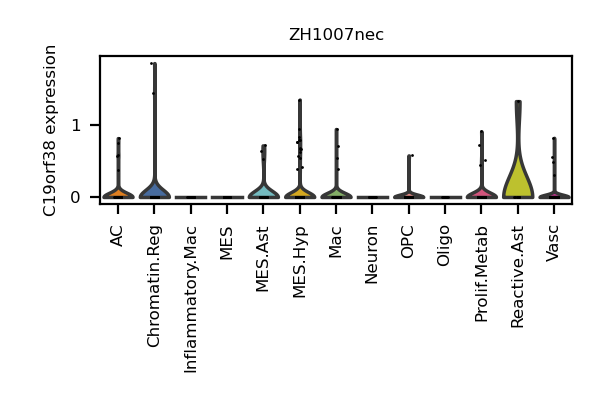 ZH1007nec
C19orf38 expression
1
0
AC
Chromatin.Reg
Inflammatory.Mac
MES
MES.Ast
MES.Hyp
Mac
Neuron
OPC
Oligo
Prolif.Metab
Reactive.Ast
Vasc